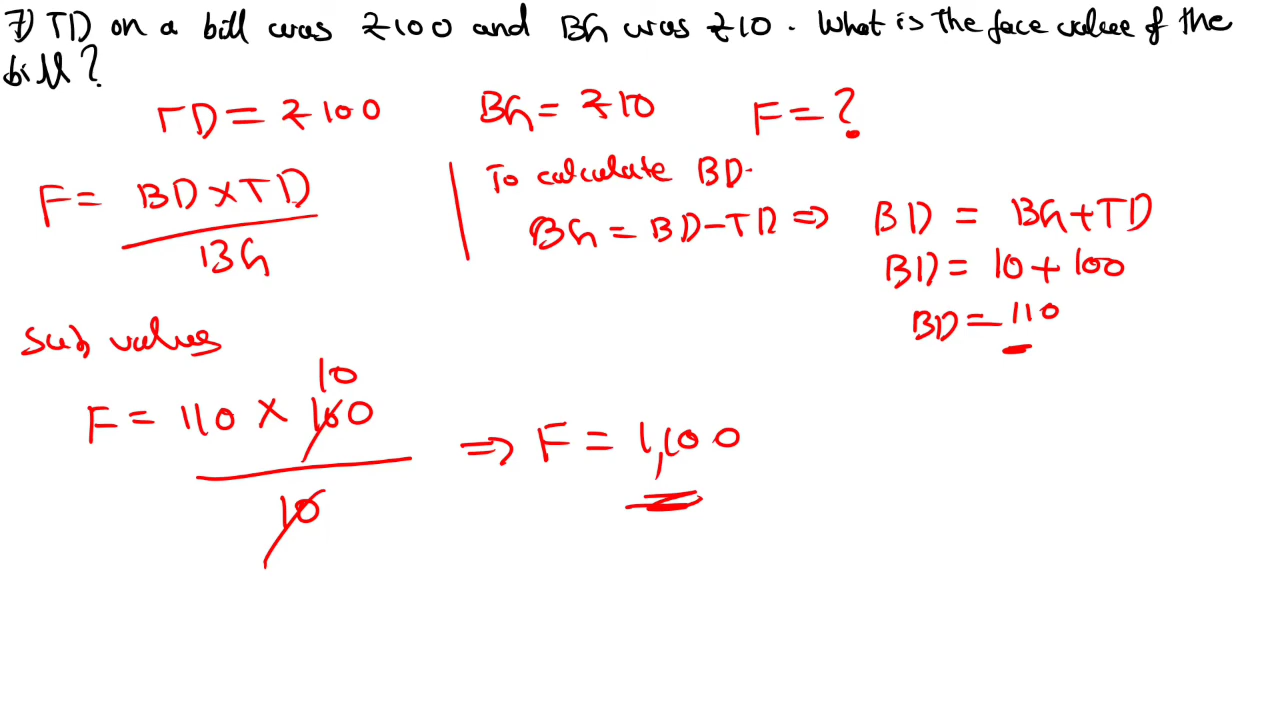 7) TD on a bill was ₹100 and BG was ₹10. What is the face value of the
bill?
TD = ₹100 BG = ₹10 F = ?
F = BD × TD
BG
To calculate BD.
BG = BD - TD ⇒ BD = BG + TD
BD = 10 + 100
BD = 110
Sub values
10
F = 110 × 100
10
⇒ F = 1,100